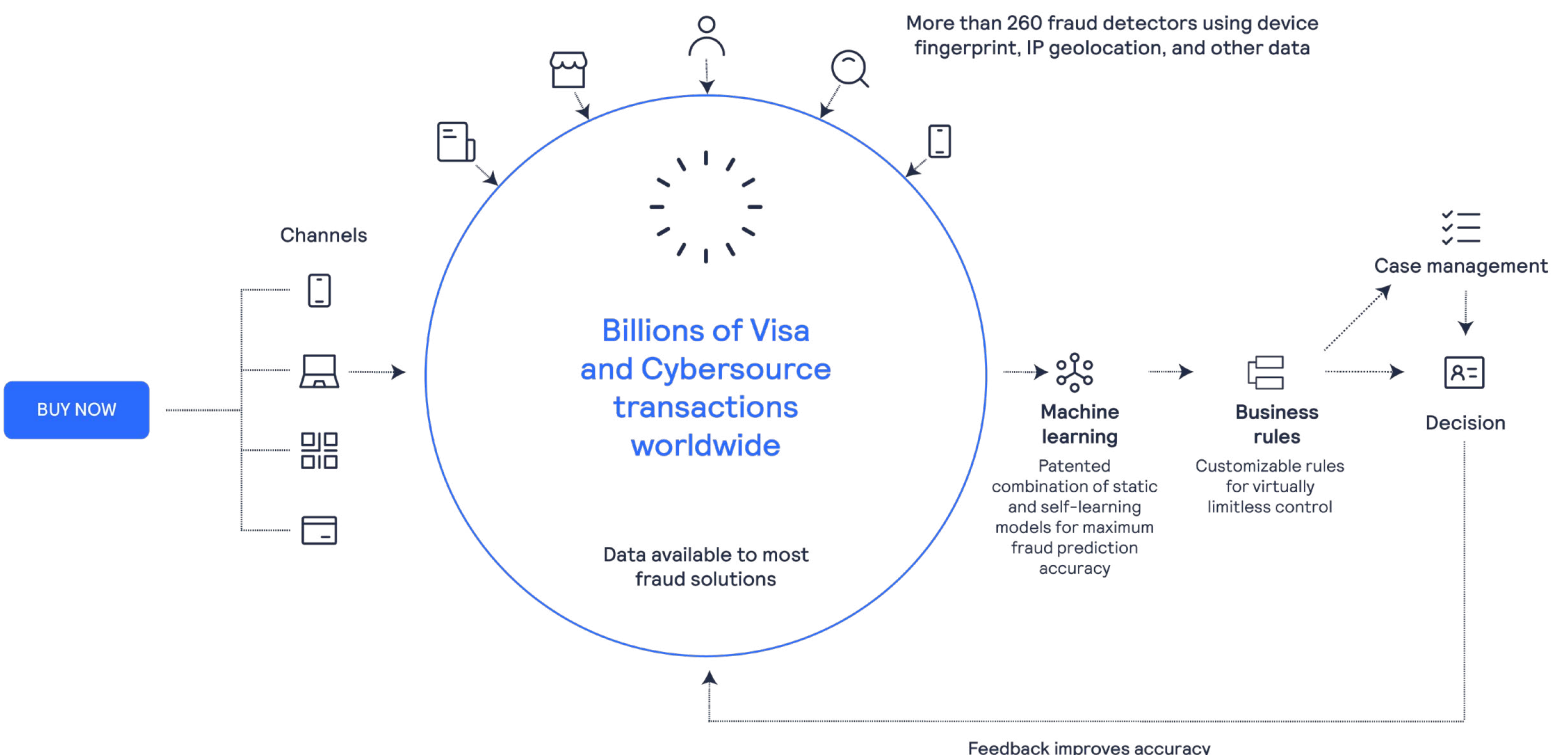 More than 260 fraud detectors using device
fingerprint, IP geolocation, and other data
Channels
BUY NOW
Billions of Visa
and Cybersource
transactions
worldwide
Data available to most
fraud solutions
Machine
learning
Patented
combination of static
and self-learning
models for maximum
fraud prediction
accuracy
Business
rules
Customizable rules
for virtually
limitless control
Case management
Decision
Feedback improves accuracy